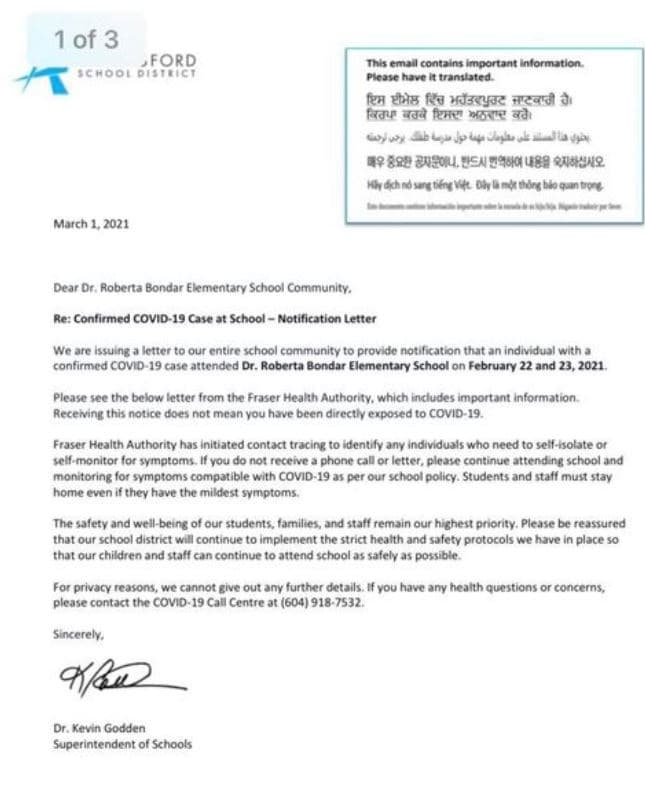 1 of 3
SFORD
SCHOOL DISTRICT
This email contains important information.
Please have it translated.
ਇਸ ਈਮੇਲ ਵਿੱਚ ਮਹੱਤਵਪੂਰਣ ਜਾਣਕਾਰੀ ਹੈ।
ਕਿਰਪਾ ਕਰਕੇ ਇਸਦਾ ਅਨੁਵਾਦ ਕਰੋ।
يحتوي هذا المستند على معلومات مهمة حول مدرسة طفلك. يرجى ترجمته
매우 중요한 공지문이니, 반드시 번역하여 내용을 숙지하십시오.
Hãy dịch nó sang tiếng Việt. Đây là một thông báo quan trọng.
Este documento contiene información importante sobre la escuela de su hijo/hija. Hágaselo traducir por favor.
March 1, 2021
Dear Dr. Roberta Bondar Elementary School Community,
Re: Confirmed COVID-19 Case at School – Notification Letter
We are issuing a letter to our entire school community to provide notification that an individual with a
confirmed COVID-19 case attended Dr. Roberta Bondar Elementary School on February 22 and 23, 2021.
Please see the below letter from the Fraser Health Authority, which includes important information.
Receiving this notice does not mean you have been directly exposed to COVID-19.
Fraser Health Authority has initiated contact tracing to identify any individuals who need to self-isolate or
self-monitor for symptoms. If you do not receive a phone call or letter, please continue attending school and
monitoring for symptoms compatible with COVID-19 as per our school policy. Students and staff must stay
home even if they have the mildest symptoms.
The safety and well-being of our students, families, and staff remain our highest priority. Please be reassured
that our school district will continue to implement the strict health and safety protocols we have in place so
that our children and staff can continue to attend school as safely as possible.
For privacy reasons, we cannot give out any further details. If you have any health questions or concerns,
please contact the COVID-19 Call Centre at (604) 918-7532.
Sincerely,
Dr. Kevin Godden
Superintendent of Schools